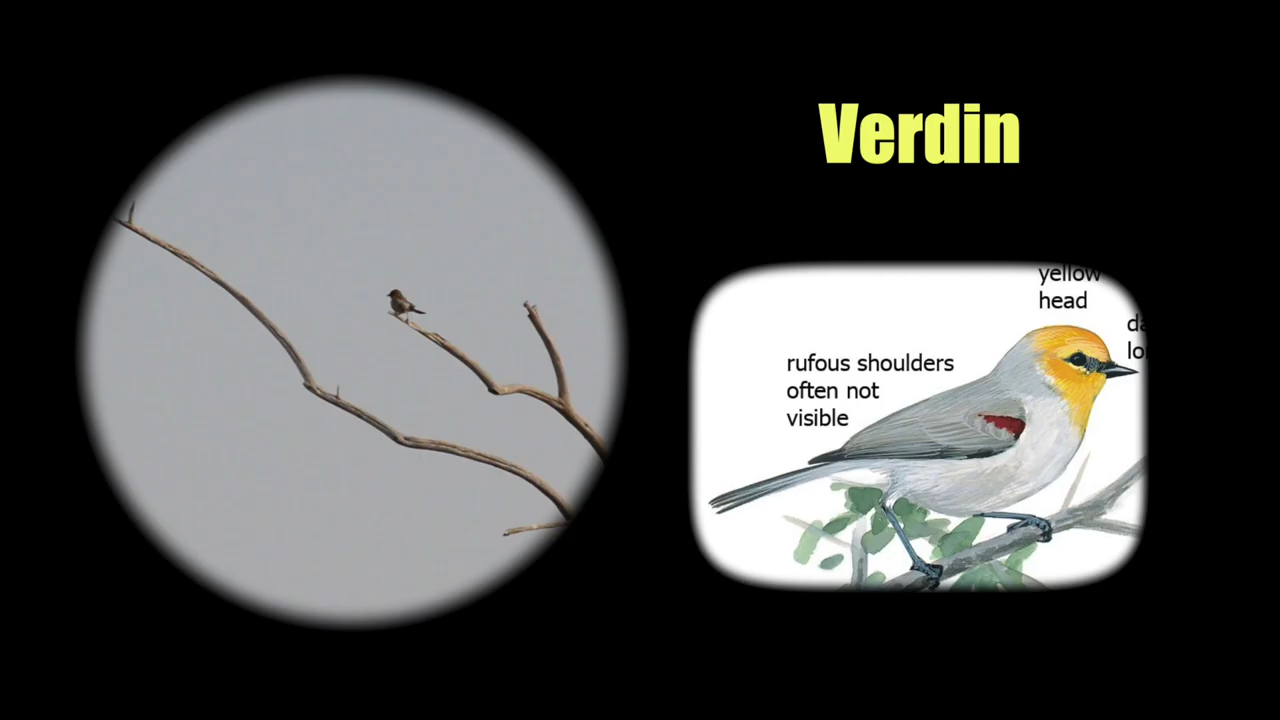 Verdin
yellow
head
rufous shoulders
often not
visible